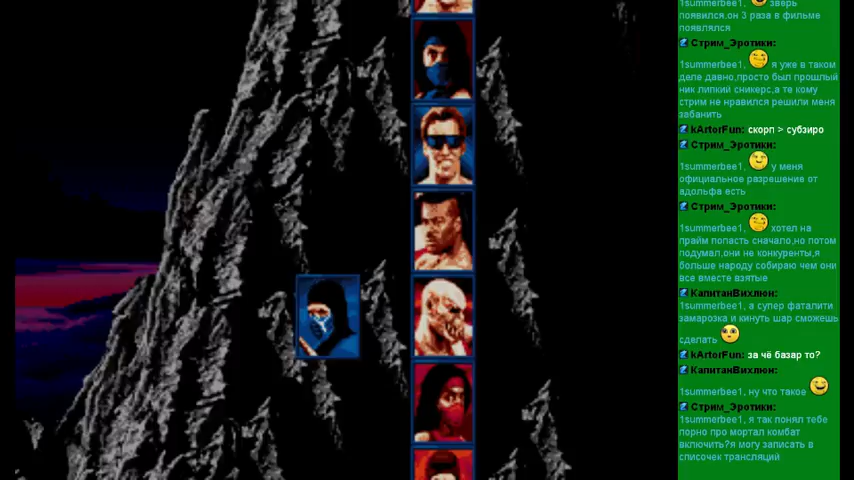 1summerbee1, зверь
появился.он 3 раза в фильме
появлялся
Стрим_Эротики:
1summerbee1, я уже в таком
деле давно,просто был прошлый
ник липкий сникерс,а те кому
стрим не нравился решили меня
забанить
kArtorFun: скорп > субзиро
Стрим_Эротики:
1summerbee1, у меня
официальное разрешение от
адольфа есть
Стрим_Эротики:
1summerbee1, хотел на
прайм попасть сначало,но потом
подумал,они не конкуренты,я
больше народу собираю чем они
все вместе взятые
КапитанВихлюн:
1summerbee1, а супер фаталити
заморозка и кинуть шар сможешь
сделать
kArtorFun: за чё базар то?
КапитанВихлюн:
1summerbee1, ну что такое
Стрим_Эротики:
1summerbee1, я так понял тебе
порно про мортал комбат
включить?я могу записать в
списочек трансляций